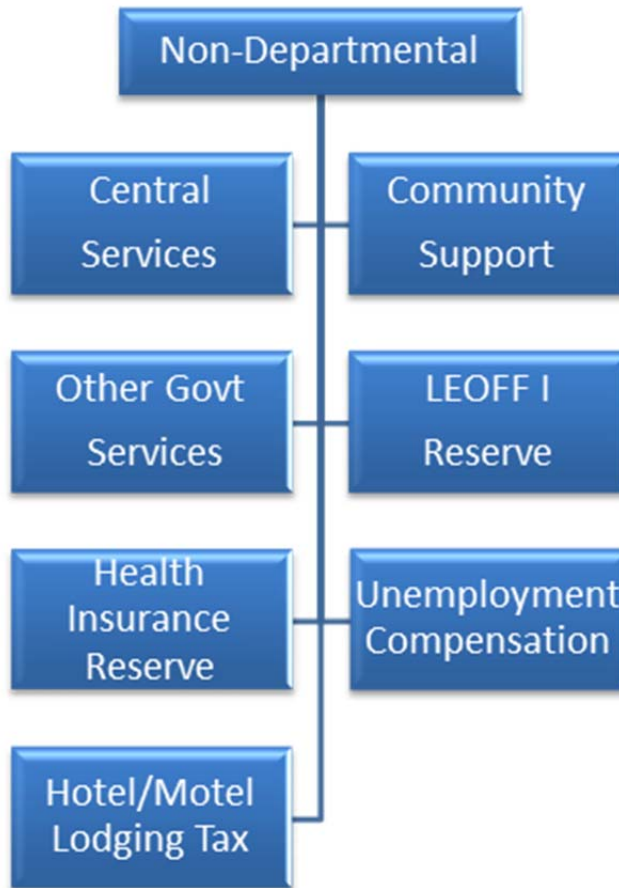 Non-Departmental
Central
Services
Community
Support
Other Govt
Services
LEOFF I
Reserve
Health
Insurance
Reserve
Unemployment
Compensation
Hotel/Motel
Lodging Tax